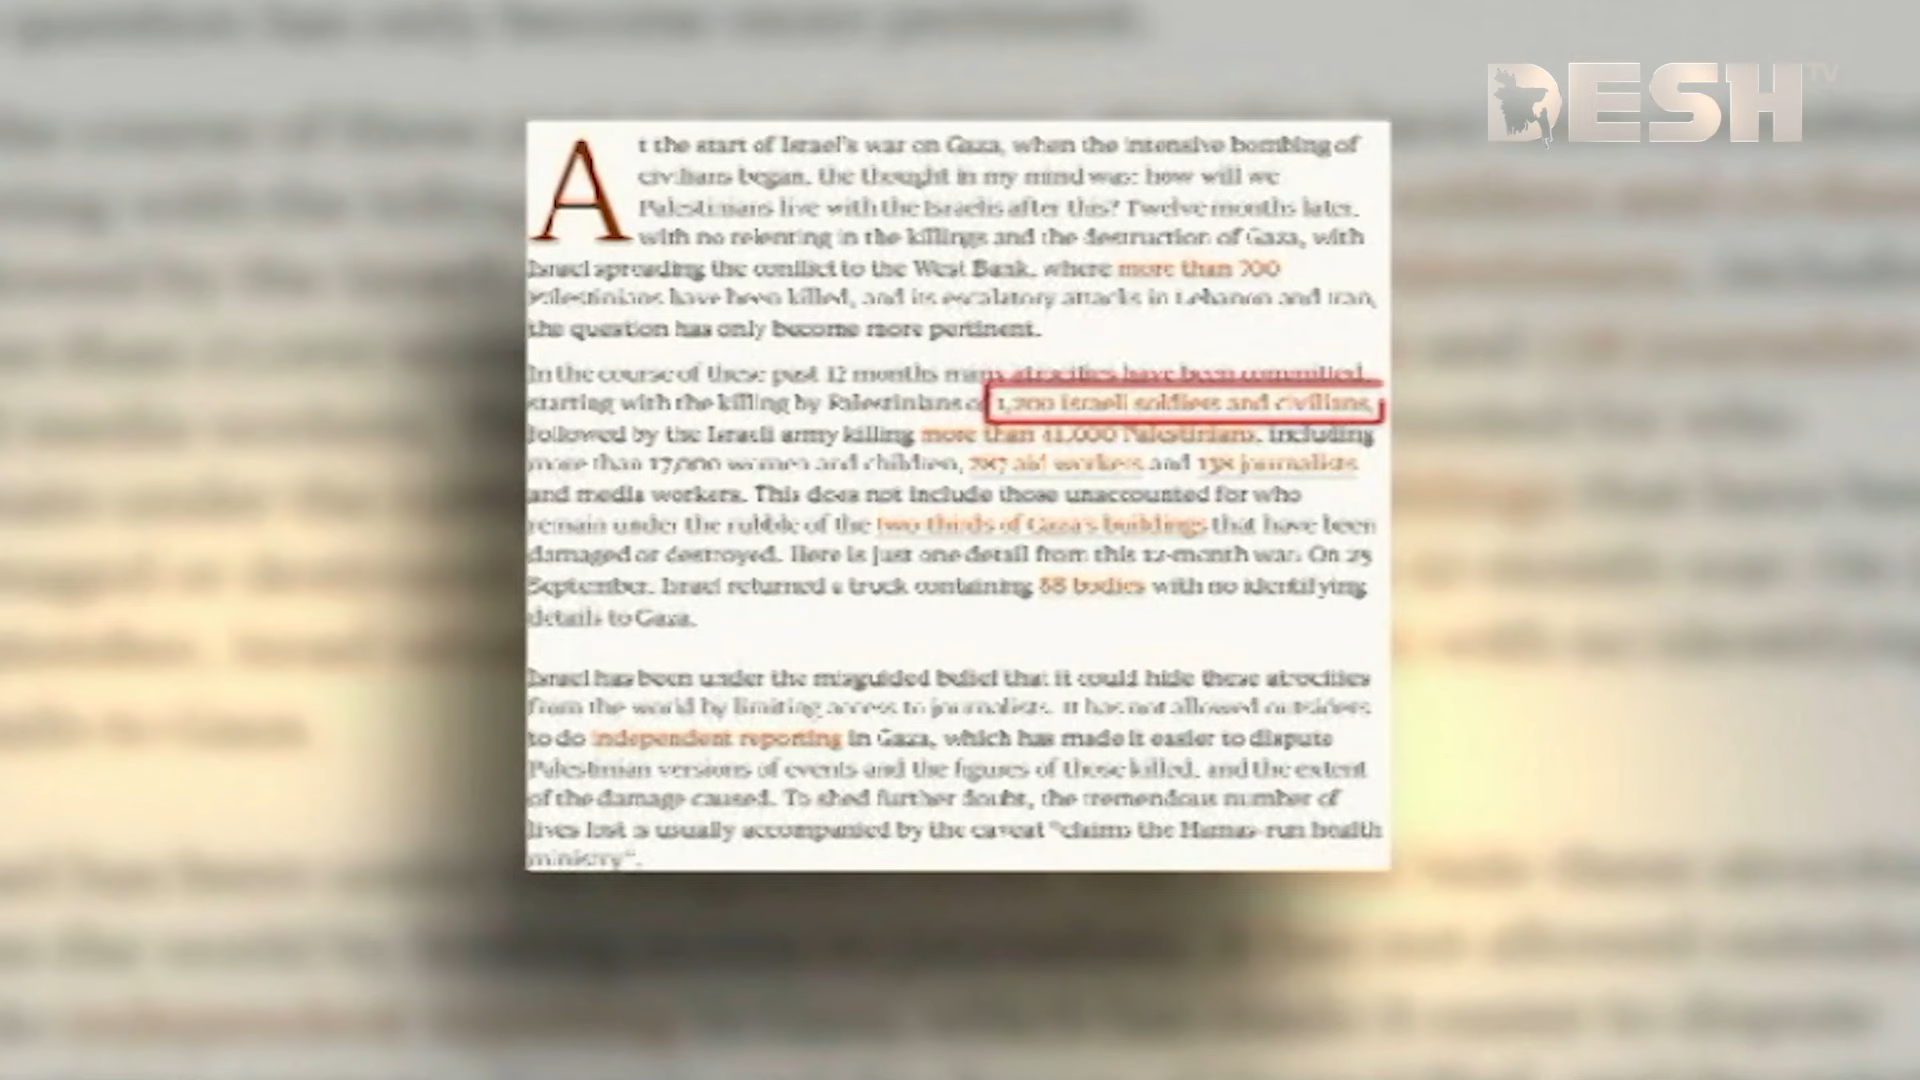 DESH TV
At the start of Israel's war on Gaza, when the intensive bombing of
civilians began, the thought in my mind was: how will we
Palestinians live with the Israelis after this? Twelve months later,
with no relenting in the killings and the destruction of Gaza, with
Israel spreading the conflict to the West Bank, where more than 700
Palestinians have been killed, and its escalatory attacks in Lebanon and Iran,
the question has only become more pertinent.
In the course of these past 12 months many atrocities have been committed,
starting with the killing by Palestinians of 1,200 Israeli soldiers and civilians,
followed by the Israeli army killing more than 41,000 Palestinians, including
more than 17,000 women and children, 287 aid workers and 138 journalists
and media workers. This does not include those unaccounted for who
remain under the rubble of the two thirds of Gaza's buildings that have been
damaged or destroyed. Here is just one detail from this 12-month war: On 25
September, Israel returned a truck containing 88 bodies with no identifying
details to Gaza.
Israel has been under the misguided belief that it could hide these atrocities
from the world by limiting access to journalists. It has not allowed outsiders
to do independent reporting in Gaza, which has made it easier to dispute
Palestinian versions of events and the figures of those killed, and the extent
of the damage caused. To shed further doubt, the tremendous number of
lives lost is usually accompanied by the caveat "claims the Hamas-run health
ministry".